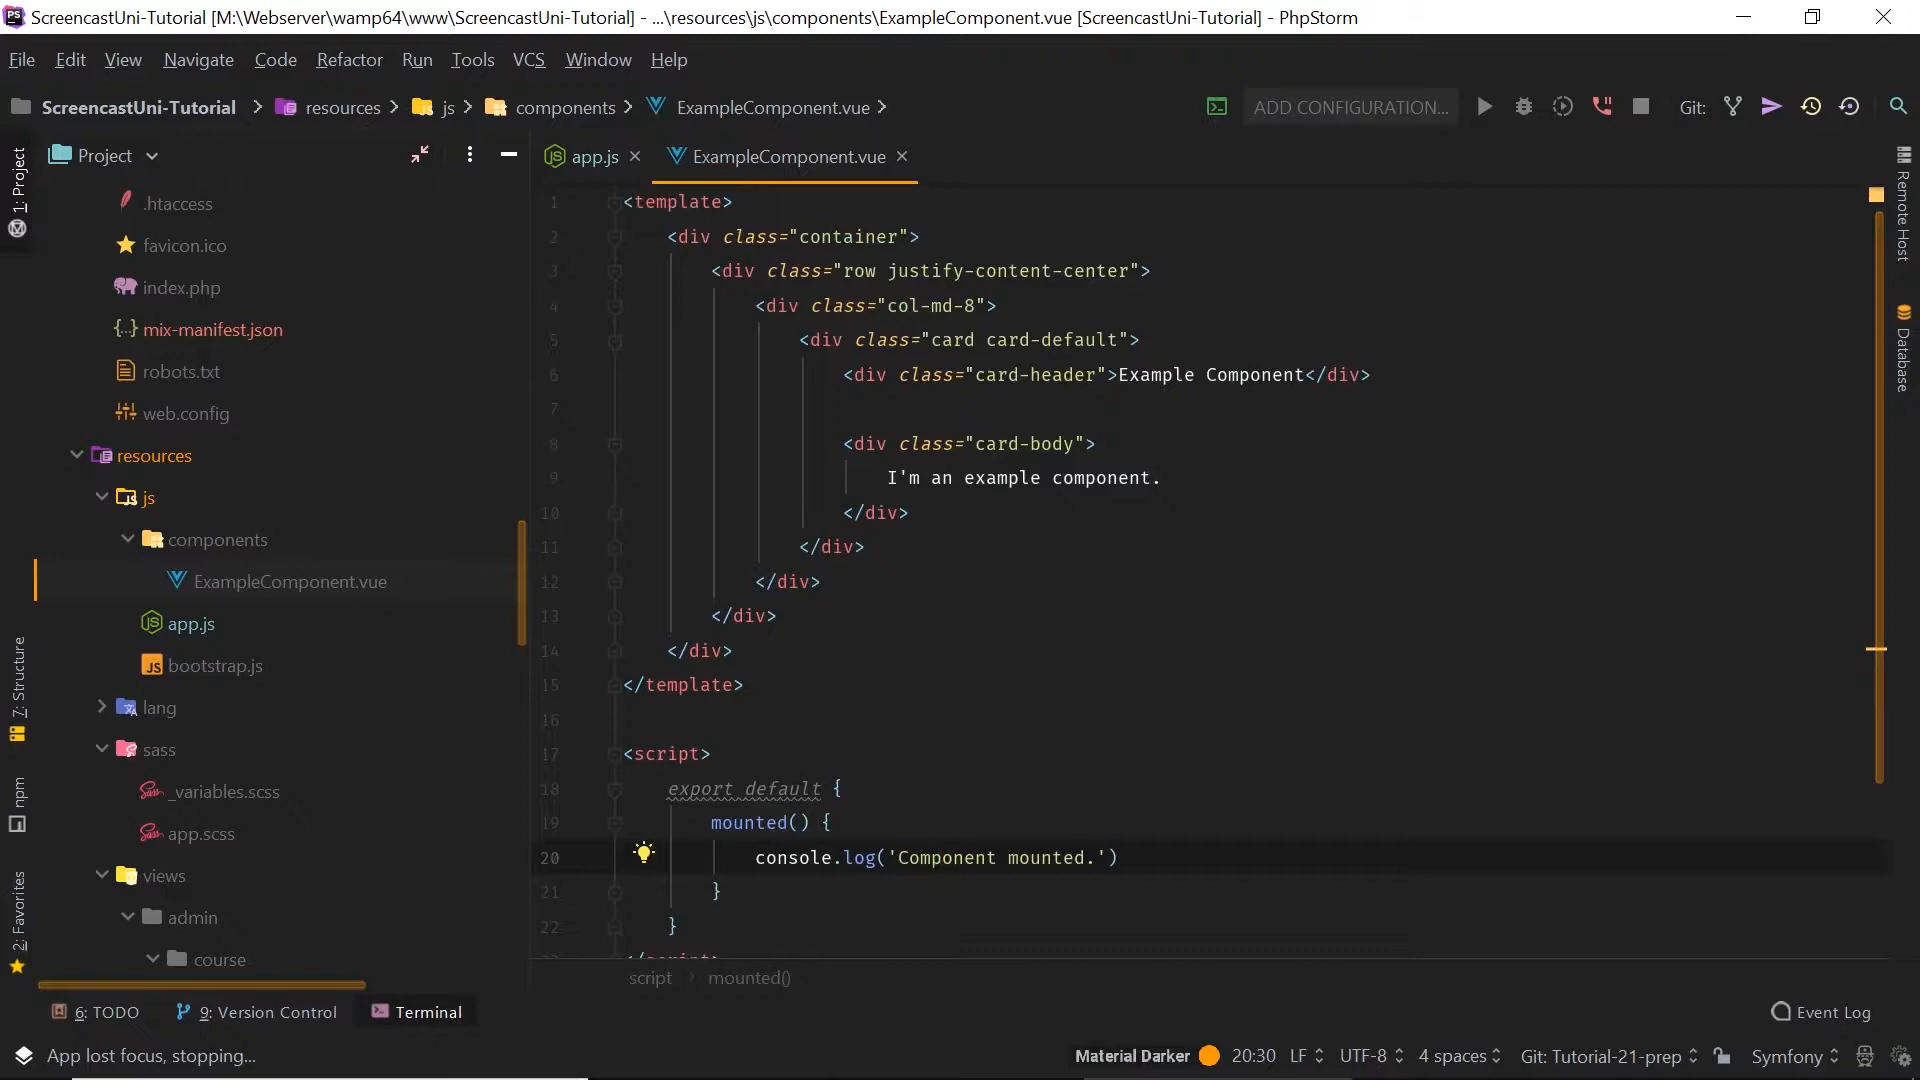 PS ScreencastUni-Tutorial [M:\Webserver\wamp64\www\ScreencastUni-Tutorial] - ...\resources\js\components\ExampleComponent.vue [ScreencastUni-Tutorial] - PhpStorm
File Edit View Navigate Code Refactor Run Tools VCS Window Help
ScreencastUni-Tutorial resources js components ExampleComponent.vue ADD CONFIGURATION... Git:
1: Project
7: Structure
npm
2: Favorites
Project
.htaccess
favicon.ico
index.php
mix-manifest.json
robots.txt
web.config
resources
js
components
ExampleComponent.vue
app.js
bootstrap.js
lang
sass
_variables.scss
app.scss
views
admin
course
app.js ExampleComponent.vue
1 <template>
2 <div class="container">
3 <div class="row justify-content-center">
4 <div class="col-md-8">
5 <div class="card card-default">
6 <div class="card-header">Example Component</div>
7
8 <div class="card-body">
9 I'm an example component.
10 </div>
11 </div>
12 </div>
13 </div>
14 </div>
15 </template>
16
17 <script>
18 export default {
19 mounted() {
20 console.log('Component mounted.')
21 }
22 }
script mounted()
Remote Host
Database
6: TODO 9: Version Control Terminal Event Log
App lost focus, stopping... Material Darker 20:30 LF UTF-8 4 spaces Git: Tutorial-21-prep Symfony